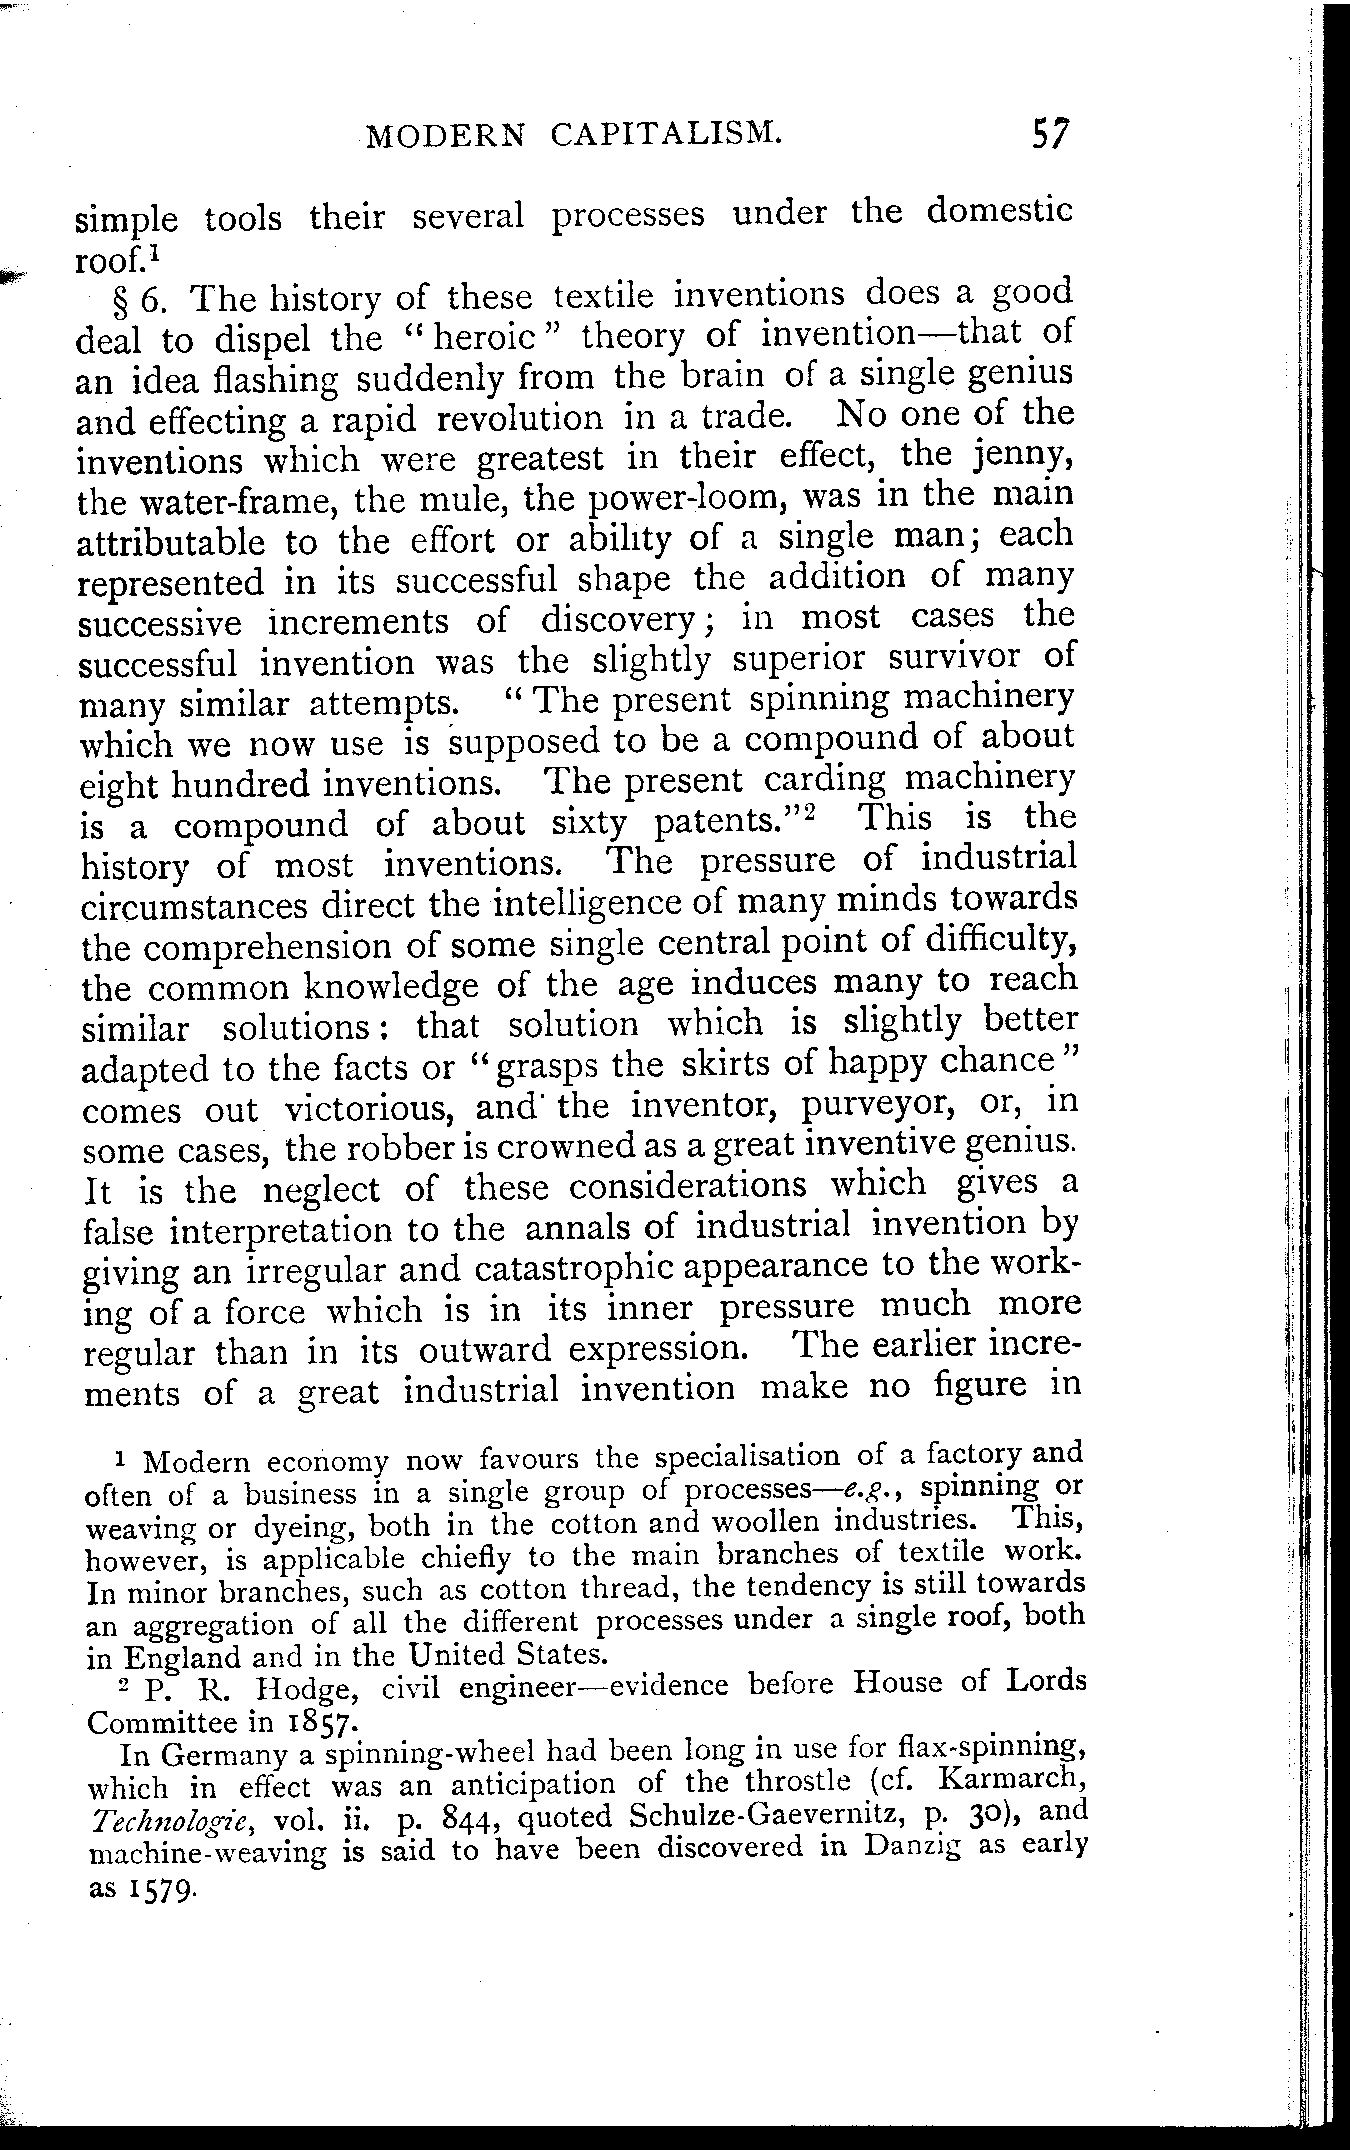 MODERN CAPITALISM. 57
simple tools their several processes under the domestic
roof.¹
§ 6. The history of these textile inventions does a good
deal to dispel the “ heroic ” theory of invention—that of
an idea flashing suddenly from the brain of a single genius
and effecting a rapid revolution in a trade. No one of the
inventions which were greatest in their effect, the jenny,
the water-frame, the mule, the power-loom, was in the main
attributable to the effort or ability of a single man; each
represented in its successful shape the addition of many
successive increments of discovery; in most cases the
successful invention was the slightly superior survivor of
many similar attempts. “ The present spinning machinery
which we now use is supposed to be a compound of about
eight hundred inventions. The present carding machinery
is a compound of about sixty patents.”² This is the
history of most inventions. The pressure of industrial
circumstances direct the intelligence of many minds towards
the comprehension of some single central point of difficulty,
the common knowledge of the age induces many to reach
similar solutions: that solution which is slightly better
adapted to the facts or “grasps the skirts of happy chance”
comes out victorious, and the inventor, purveyor, or, in
some cases, the robber is crowned as a great inventive genius.
It is the neglect of these considerations which gives a
false interpretation to the annals of industrial invention by
giving an irregular and catastrophic appearance to the work-
ing of a force which is in its inner pressure much more
regular than in its outward expression. The earlier incre-
ments of a great industrial invention make no figure in
¹ Modern economy now favours the specialisation of a factory and
often of a business in a single group of processes—e.g., spinning or
weaving or dyeing, both in the cotton and woollen industries. This,
however, is applicable chiefly to the main branches of textile work.
In minor branches, such as cotton thread, the tendency is still towards
an aggregation of all the different processes under a single roof, both
in England and in the United States.
² P. R. Hodge, civil engineer—evidence before House of Lords
Committee in 1857.
In Germany a spinning-wheel had been long in use for flax-spinning,
which in effect was an anticipation of the throstle (cf. Karmarch,
Technologie, vol. ii. p. 844, quoted Schulze-Gaevernitz, p. 30), and
machine-weaving is said to have been discovered in Danzig as early
as 1579.